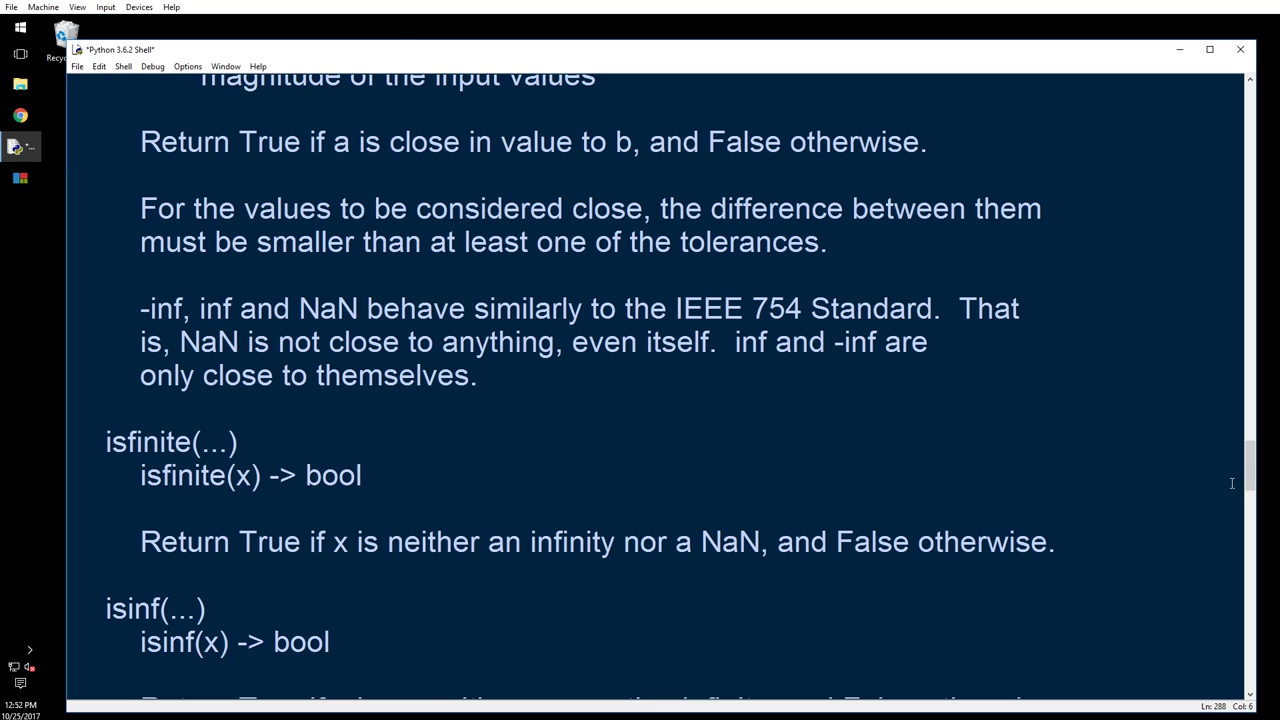 File Machine View Input Devices Help
*Python 3.6.2 Shell*
File Edit Shell Debug Options Window Help
magnitude of the input values
Return True if a is close in value to b, and False otherwise.
For the values to be considered close, the difference between them
must be smaller than at least one of the tolerances.
-inf, inf and NaN behave similarly to the IEEE 754 Standard.  That
is, NaN is not close to anything, even itself.  inf and -inf are
only close to themselves.
isfinite(...)
isfinite(x) -> bool
Return True if x is neither an infinity nor a NaN, and False otherwise.
isinf(...)
isinf(x) -> bool
Ln: 288 Col: 6
12:52 PM
10/25/2017